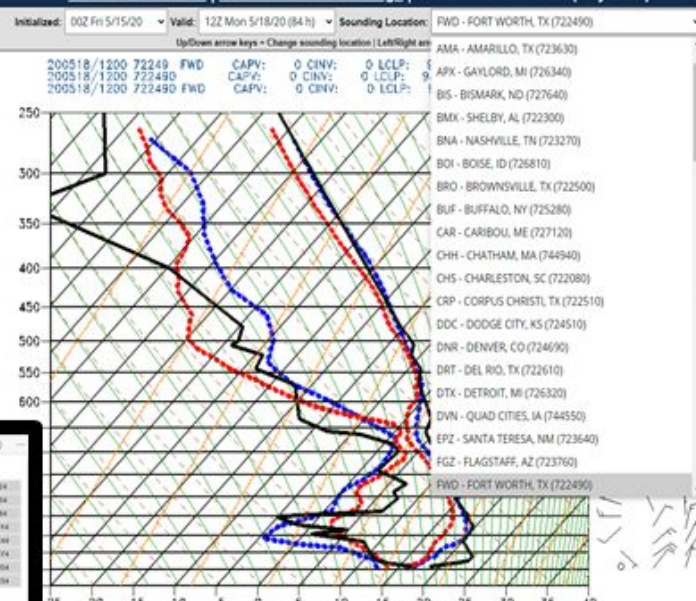 Initialized: 00Z Fri 5/15/20 Valid: 12Z Mon 5/18/20 (84 h) Sounding Location: FWD - FORT WORTH, TX (722490)
Up/Down arrow keys = Change sounding location | Left/Right arr
AMA - AMARILLO, TX (723630)
200518/1200 72249 FWD CAPV: 0 CINV: 0 LCLP:
200518/1200 722490 CAPV: 0 CINV: 0 LCLP:
200518/1200 722490 FWD CAPV: 0 CINV: 0 LCLP:
APX - GAYLORD, MI (726340)
BIS - BISMARK, ND (727640)
BMX - SHELBY, AL (722300)
BNA - NASHVILLE, TN (723270)
BOI - BOISE, ID (726810)
BRO - BROWNSVILLE, TX (722500)
BUF - BUFFALO, NY (725280)
CAR - CARIBOU, ME (727120)
CHH - CHATHAM, MA (744940)
CHS - CHARLESTON, SC (722080)
CRP - CORPUS CHRISTI, TX (722510)
DDC - DODGE CITY, KS (724510)
DNR - DENVER, CO (724690)
DRT - DEL RIO, TX (722610)
DTX - DETROIT, MI (726320)
DVN - QUAD CITIES, IA (744550)
EPZ - SANTA TERESA, NM (723640)
FGZ - FLAGSTAFF, AZ (723760)
FWD - FORT WORTH, TX (722490)
250
300
350
400
450
500
550
600